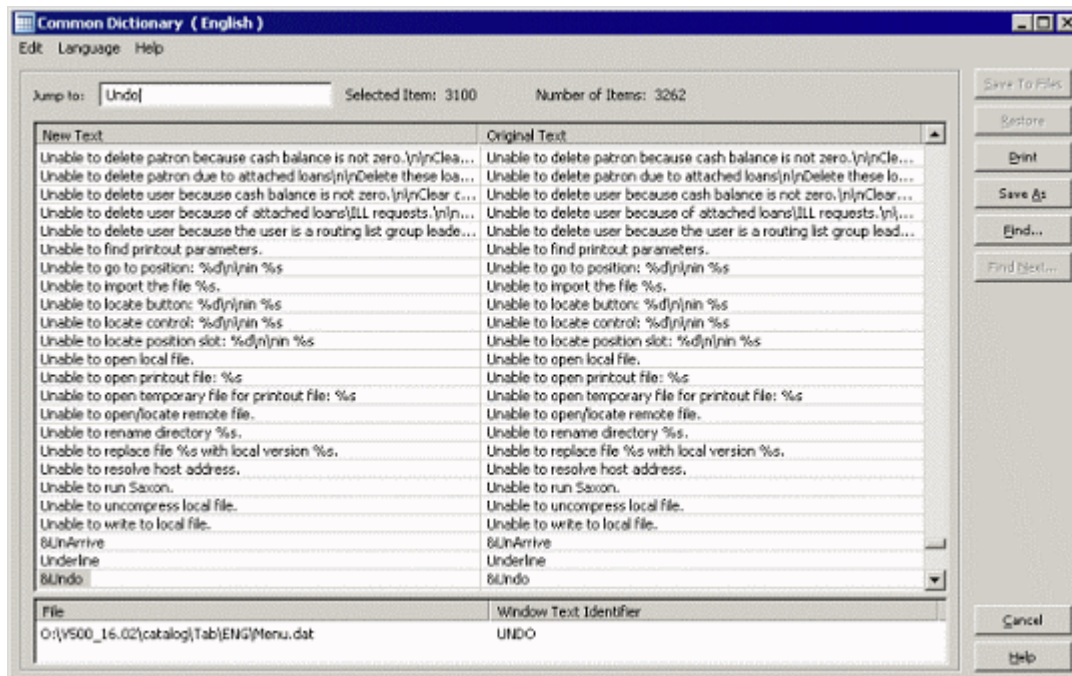 Common Dictionary ( English )
Edit Language Help
Jump to: Undo Selected Item: 3100 Number of Items: 3262
Save To Files
Restore
Print
Save As
Find...
Find Next...
New Text Original Text
Unable to delete patron because cash balance is not zero.\n\nClea... Unable to delete patron because cash balance is not zero.\n\nCle...
Unable to delete patron due to attached loans\n\nDelete these loa... Unable to delete patron due to attached loans\n\nDelete these lo...
Unable to delete user because cash balance is not zero.\n\nClear c... Unable to delete user because cash balance is not zero.\n\nClear...
Unable to delete user because of attached loans\ILL requests.\n\n... Unable to delete user because of attached loans\ILL requests.\n\...
Unable to delete user because the user is a routing list group leade... Unable to delete user because the user is a routing list group lead...
Unable to find printout parameters. Unable to find printout parameters.
Unable to go to position: %d\n\nin %s Unable to go to position: %d\n\nin %s
Unable to import the file %s. Unable to import the file %s.
Unable to locate button: %d\n\nin %s Unable to locate button: %d\n\nin %s
Unable to locate control: %d\n\nin %s Unable to locate control: %d\n\nin %s
Unable to locate position slot: %d\n\nin %s Unable to locate position slot: %d\n\nin %s
Unable to open local file. Unable to open local file.
Unable to open printout file: %s Unable to open printout file: %s
Unable to open temporary file for printout file: %s Unable to open temporary file for printout file: %s
Unable to open/locate remote file. Unable to open/locate remote file.
Unable to rename directory %s. Unable to rename directory %s.
Unable to replace file %s with local version %s. Unable to replace file %s with local version %s.
Unable to resolve host address. Unable to resolve host address.
Unable to run Saxon. Unable to run Saxon.
Unable to uncompress local file. Unable to uncompress local file.
Unable to write to local file. Unable to write to local file.
&UnArrive &UnArrive
Underline Underline
&Undo &Undo
File Window Text Identifier
O:\V500_16.02\catalog\Tab\ENG\Menu.dat UNDO
Cancel
Help